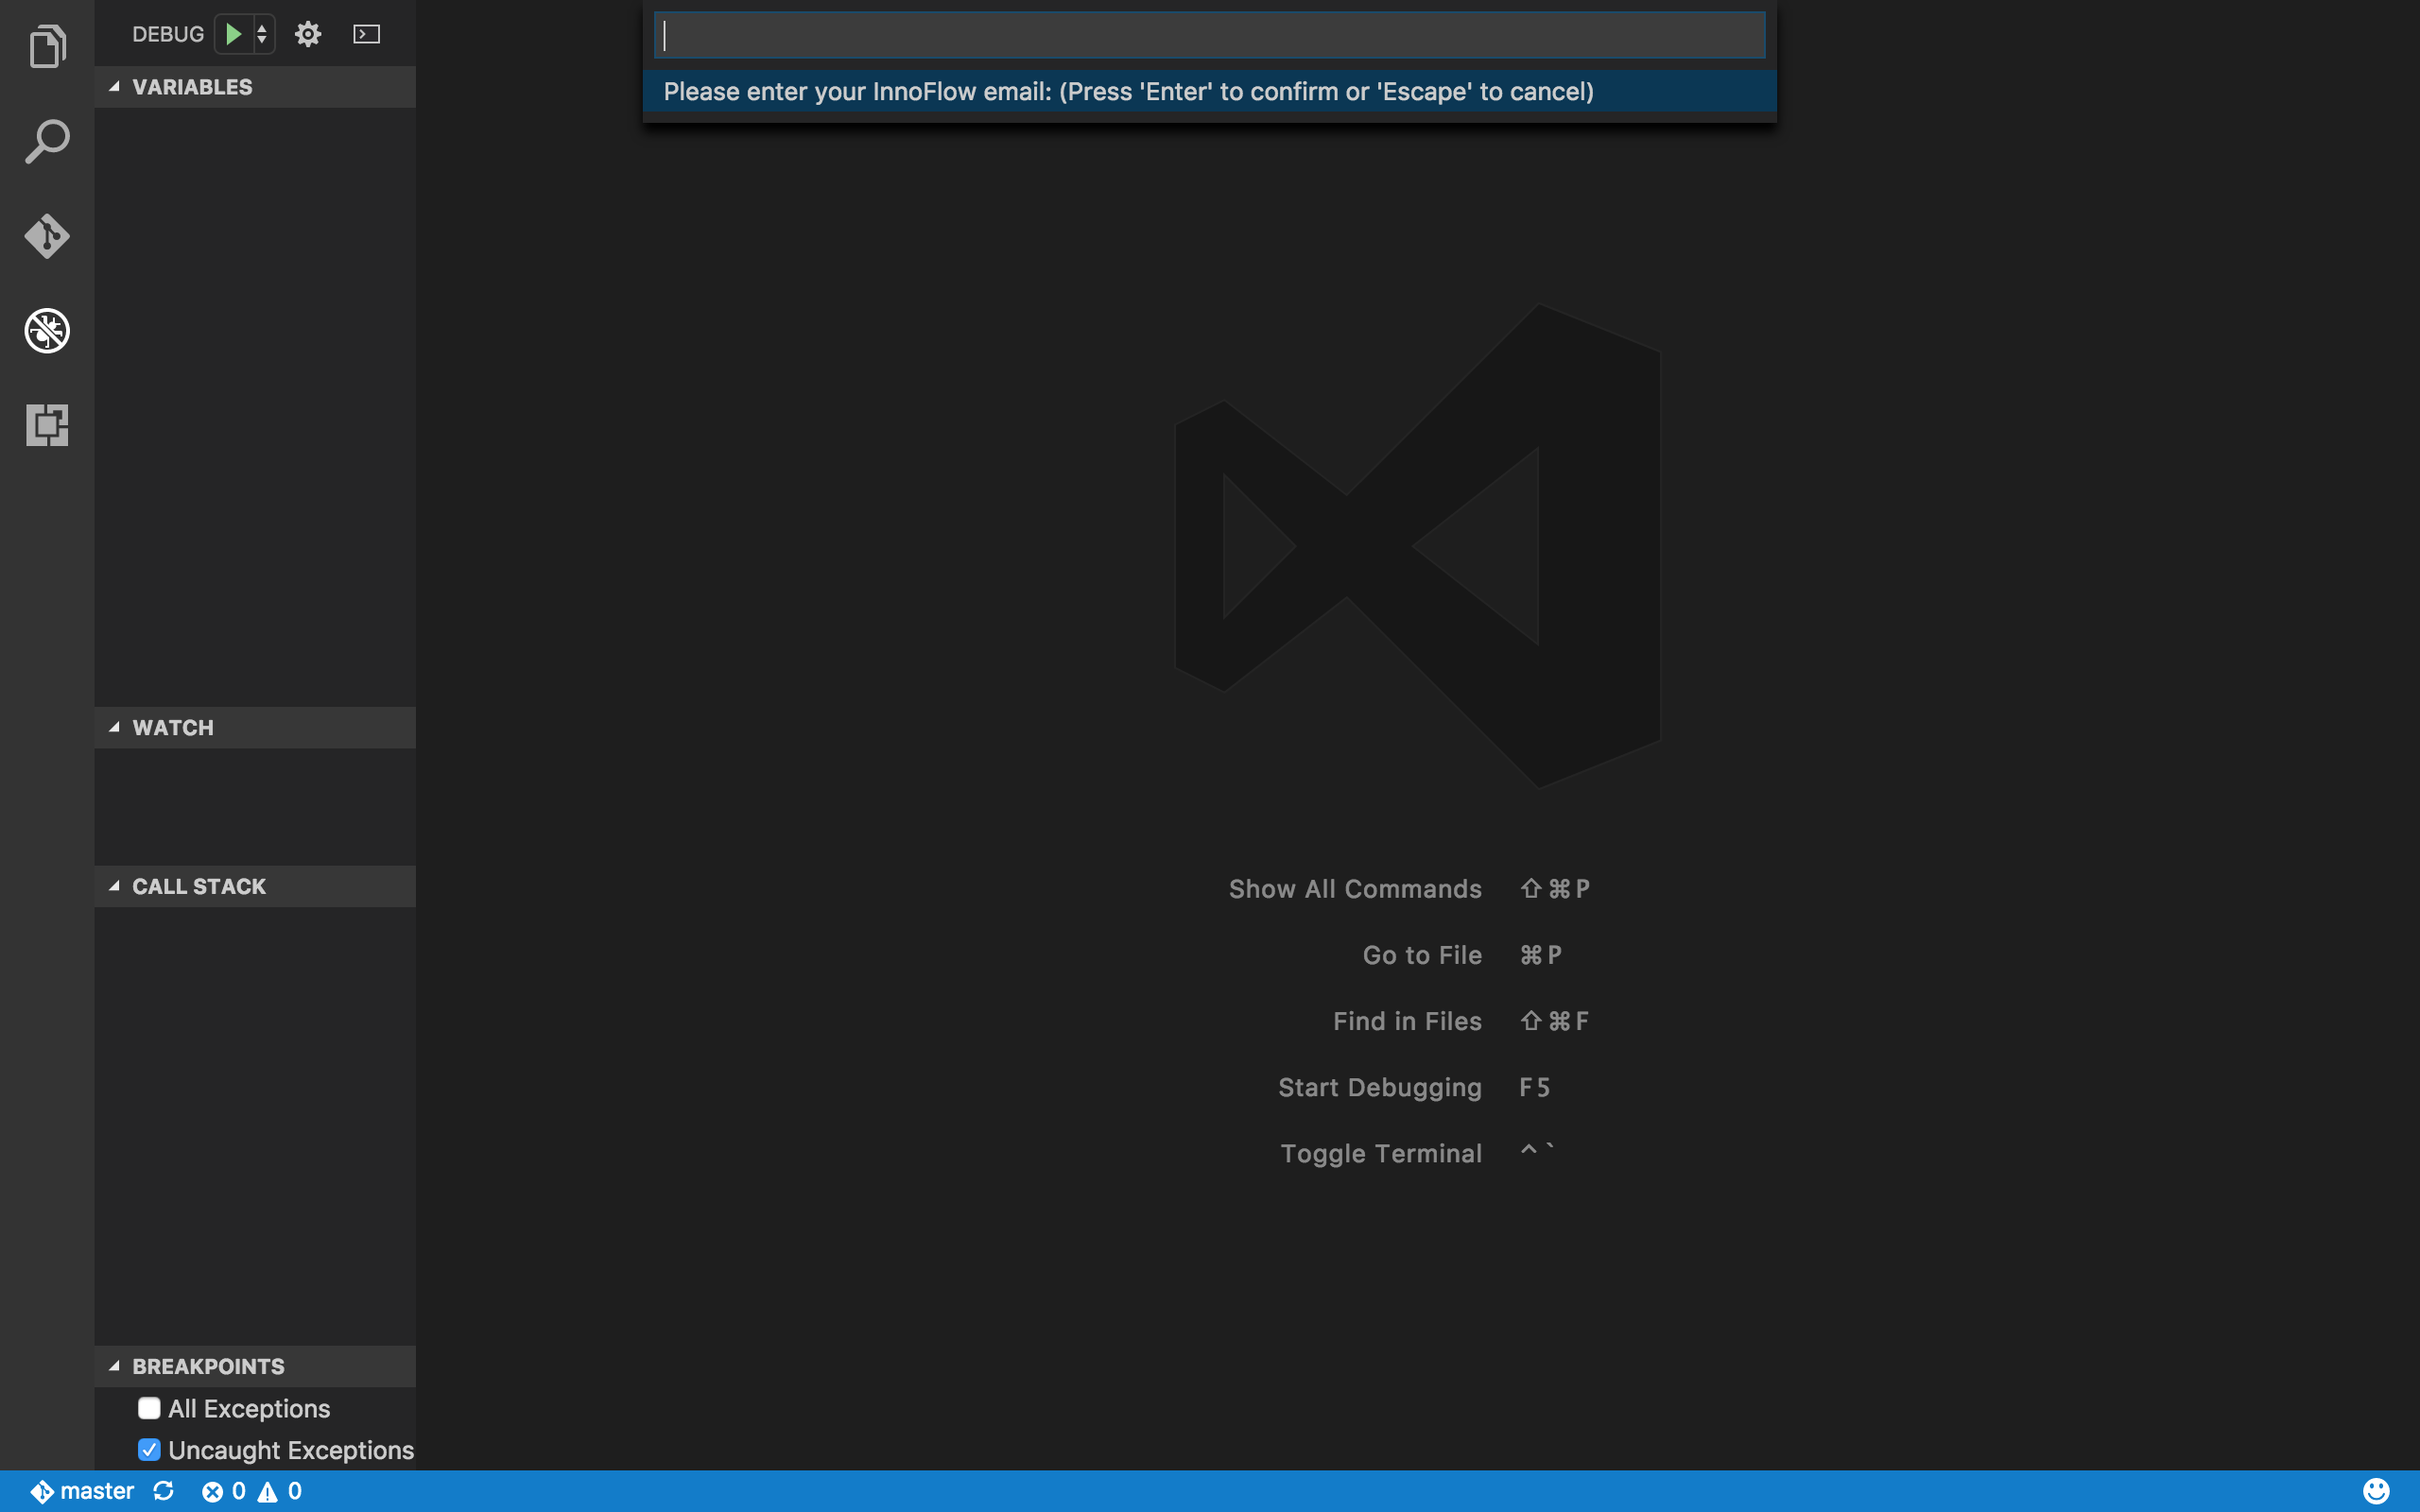 DEBUG
VARIABLES
WATCH
CALL STACK
BREAKPOINTS
All Exceptions
Uncaught Exceptions
Please enter your InnoFlow email: (Press 'Enter' to confirm or 'Escape' to cancel)
Show All Commands ⇧⌘P
Go to File ⌘P
Find in Files ⇧⌘F
Start Debugging F5
Toggle Terminal ^`
master 0 0